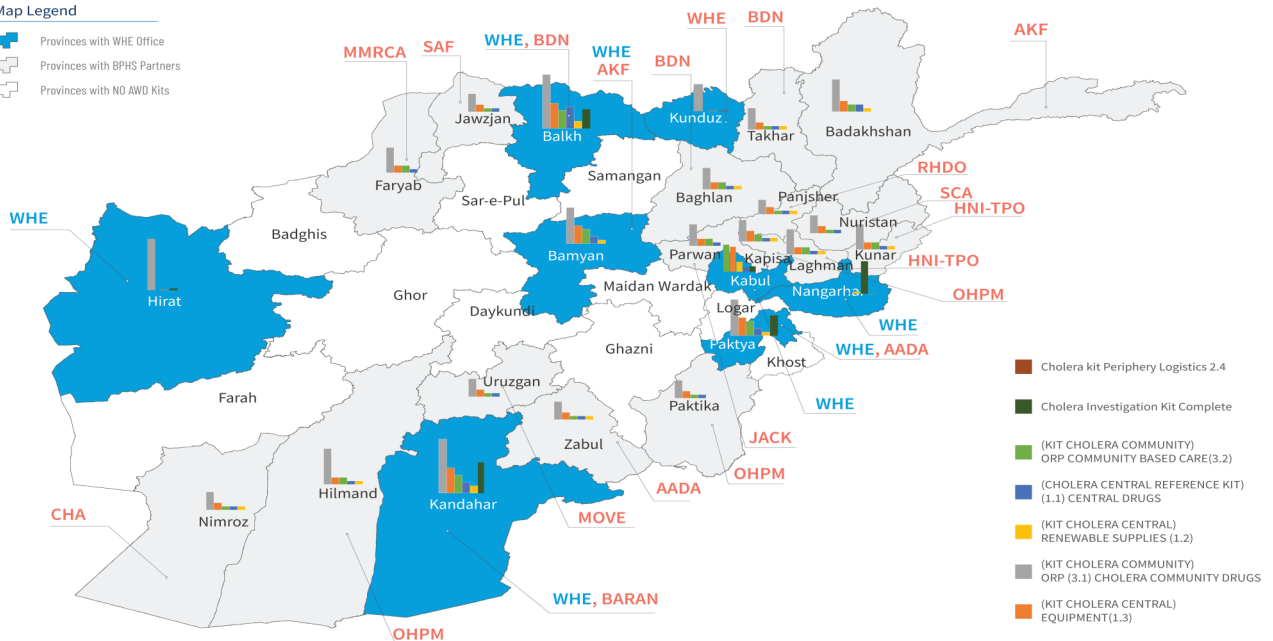 Map Legend
Provinces with WHE Office
Provinces with BPHS Partners
Provinces with NO AWD Kits
MMRCA
SAF
WHE, BDN
WHE
AKF
BDN
WHE
BDN
AKF
Jawzjan
Balkh
Kunduz
Takhar
Badakhshan
Faryab
Sar-e-Pul
Samangan
Baghlan
Panjsher
RHDO
SCA
HNI-TPO
WHE
Badghis
Nuristan
Hirat
Bamyan
Parwan
Kapisa
Laghman
Kunar
HNI-TPO
Ghor
Maidan Wardak
Kabul
Nangarha
OHPM
Daykundi
Logar
WHE
Ghazni
Paktya
Khost
WHE, AADA
Farah
Uruzgan
Paktika
WHE
Zabul
JACK
Hilmand
Kandahar
OHPM
Nimroz
AADA
CHA
MOVE
WHE, BARAN
OHPM
Cholera kit Periphery Logistics 2.4
Cholera Investigation Kit Complete
(KIT CHOLERA COMMUNITY)
ORP COMMUNITY BASED CARE(3.2)
(CHOLERA CENTRAL REFERENCE KIT)
(1.1) CENTRAL DRUGS
(KIT CHOLERA CENTRAL)
RENEWABLE SUPPLIES (1.2)
(KIT CHOLERA COMMUNITY)
ORP (3.1) CHOLERA COMMUNITY DRUGS
(KIT CHOLERA CENTRAL)
EQUIPMENT(1.3)